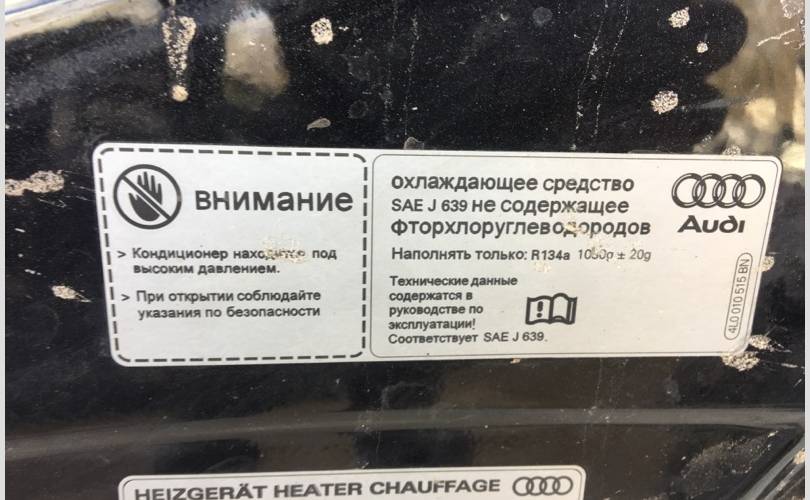 внимание
> Кондиционер находится под
высоким давлением.
> При открытии соблюдайте
указания по безопасности
охлаждающее средство
SAE J 639 не содержащее
фторхлоруглеводородов
Наполнять только: R134a 1050g ± 20g
Технические данные
содержатся в
руководстве по
эксплуатации!
Соответствует SAE J 639.
Audi
4L0 010 515 BN
HEIZGERÄT HEATER CHAUFFAGE